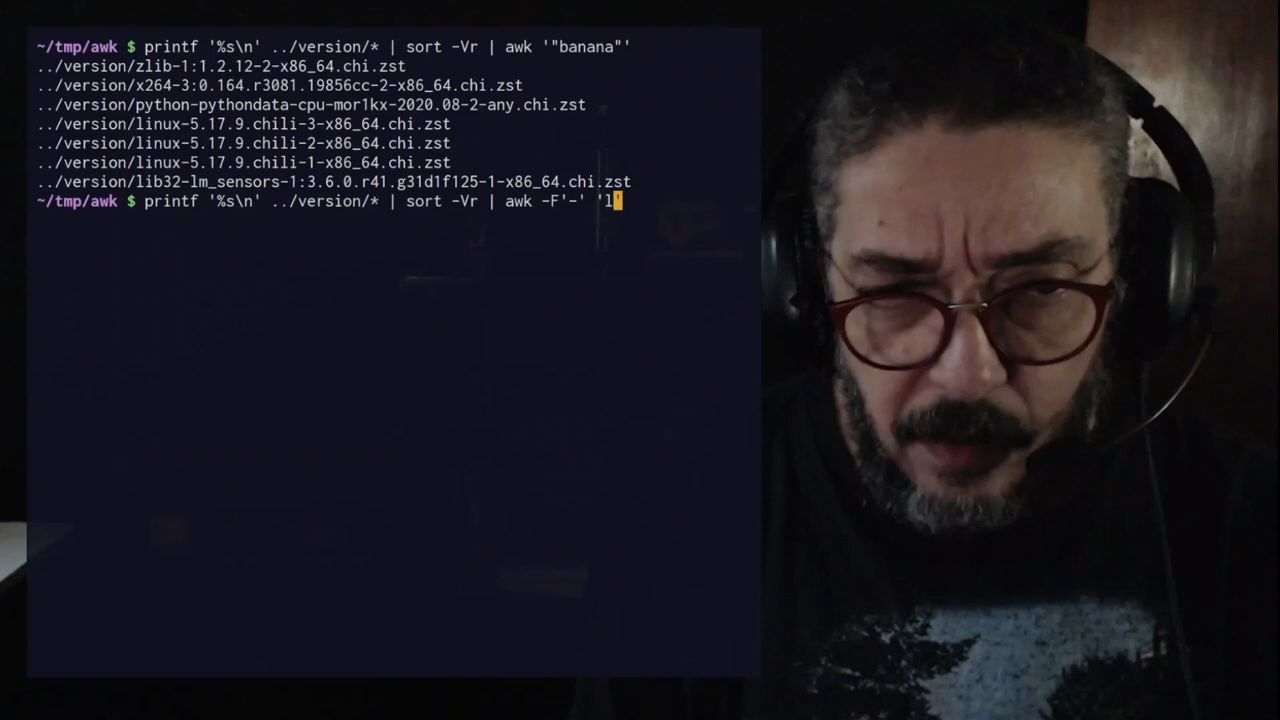 ~/tmp/awk $ printf '%s\n' ../version/* | sort -Vr | awk '"banana"'
../version/zlib-1:1.2.12-2-x86_64.chi.zst
../version/x264-3:0.164.r3081.19856cc-2-x86_64.chi.zst
../version/python-pythondata-cpu-mor1kx-2020.08-2-any.chi.zst
../version/linux-5.17.9.chili-3-x86_64.chi.zst
../version/linux-5.17.9.chili-2-x86_64.chi.zst
../version/linux-5.17.9.chili-1-x86_64.chi.zst
../version/lib32-lm_sensors-1:3.6.0.r41.g31d1f125-1-x86_64.chi.zst
~/tmp/awk $ printf '%s\n' ../version/* | sort -Vr | awk -F'-' 'l'